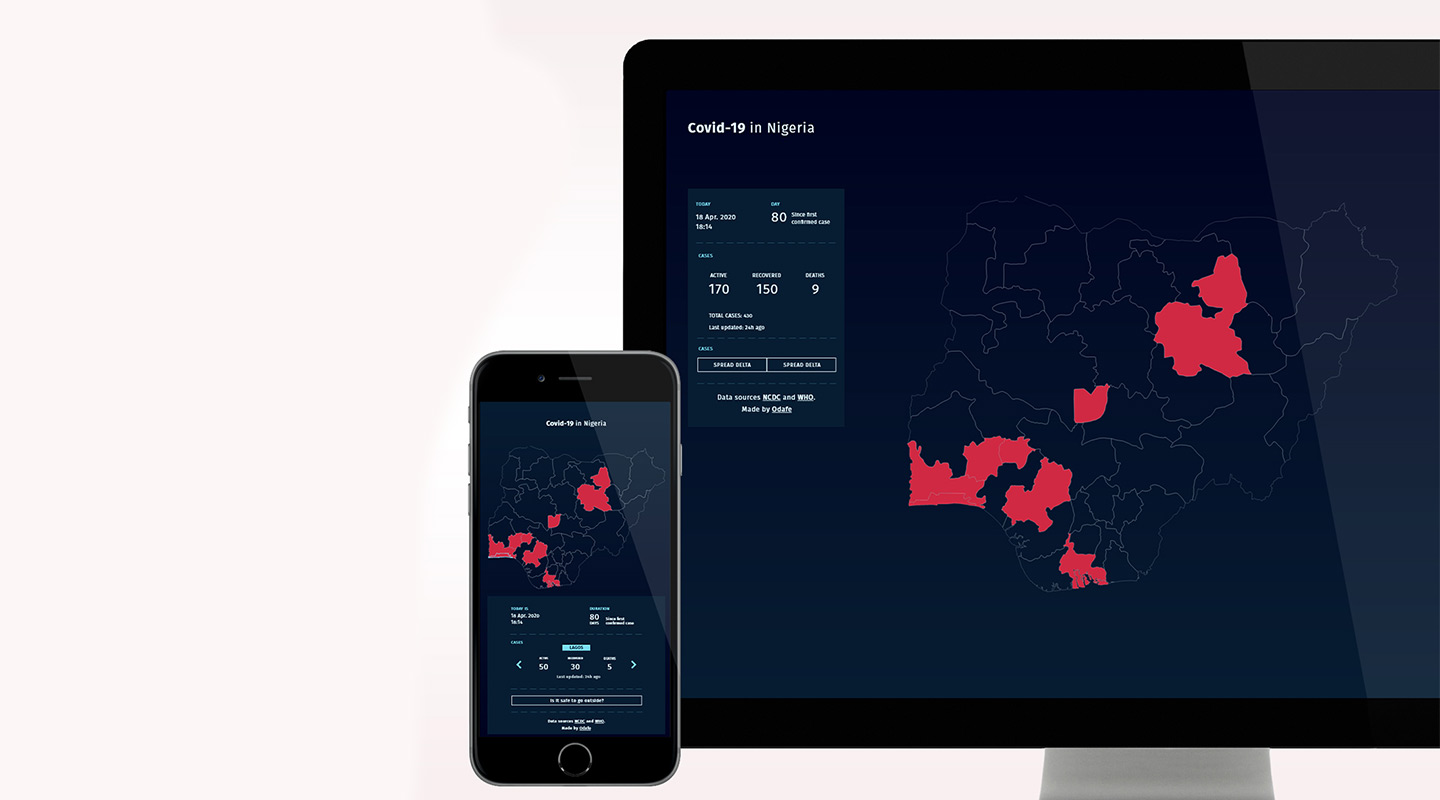 Covid-19 in Nigeria
TODAY
DAY
18 Apr. 2020
18:14
80
Since first
confirmed case
CASES
ACTIVE
RECOVERED
DEATHS
170
150
9
TOTAL CASES: 430
Last updated: 24h ago
CASES
SPREAD DELTA
SPREAD DELTA
Data sources NCDC and WHO.
Made by Odafe
Covid-19 in Nigeria
TODAY IS
DURATION
18 Apr. 2020
18:14
80
DAYS
Since first
confirmed case
CASES
LAGOS
ACTIVE
RECOVERED
DEATHS
50
30
5
Last updated: 24h ago
Is it safe to go outside?
Data sources NCDC and WHO.
Made by Odafe